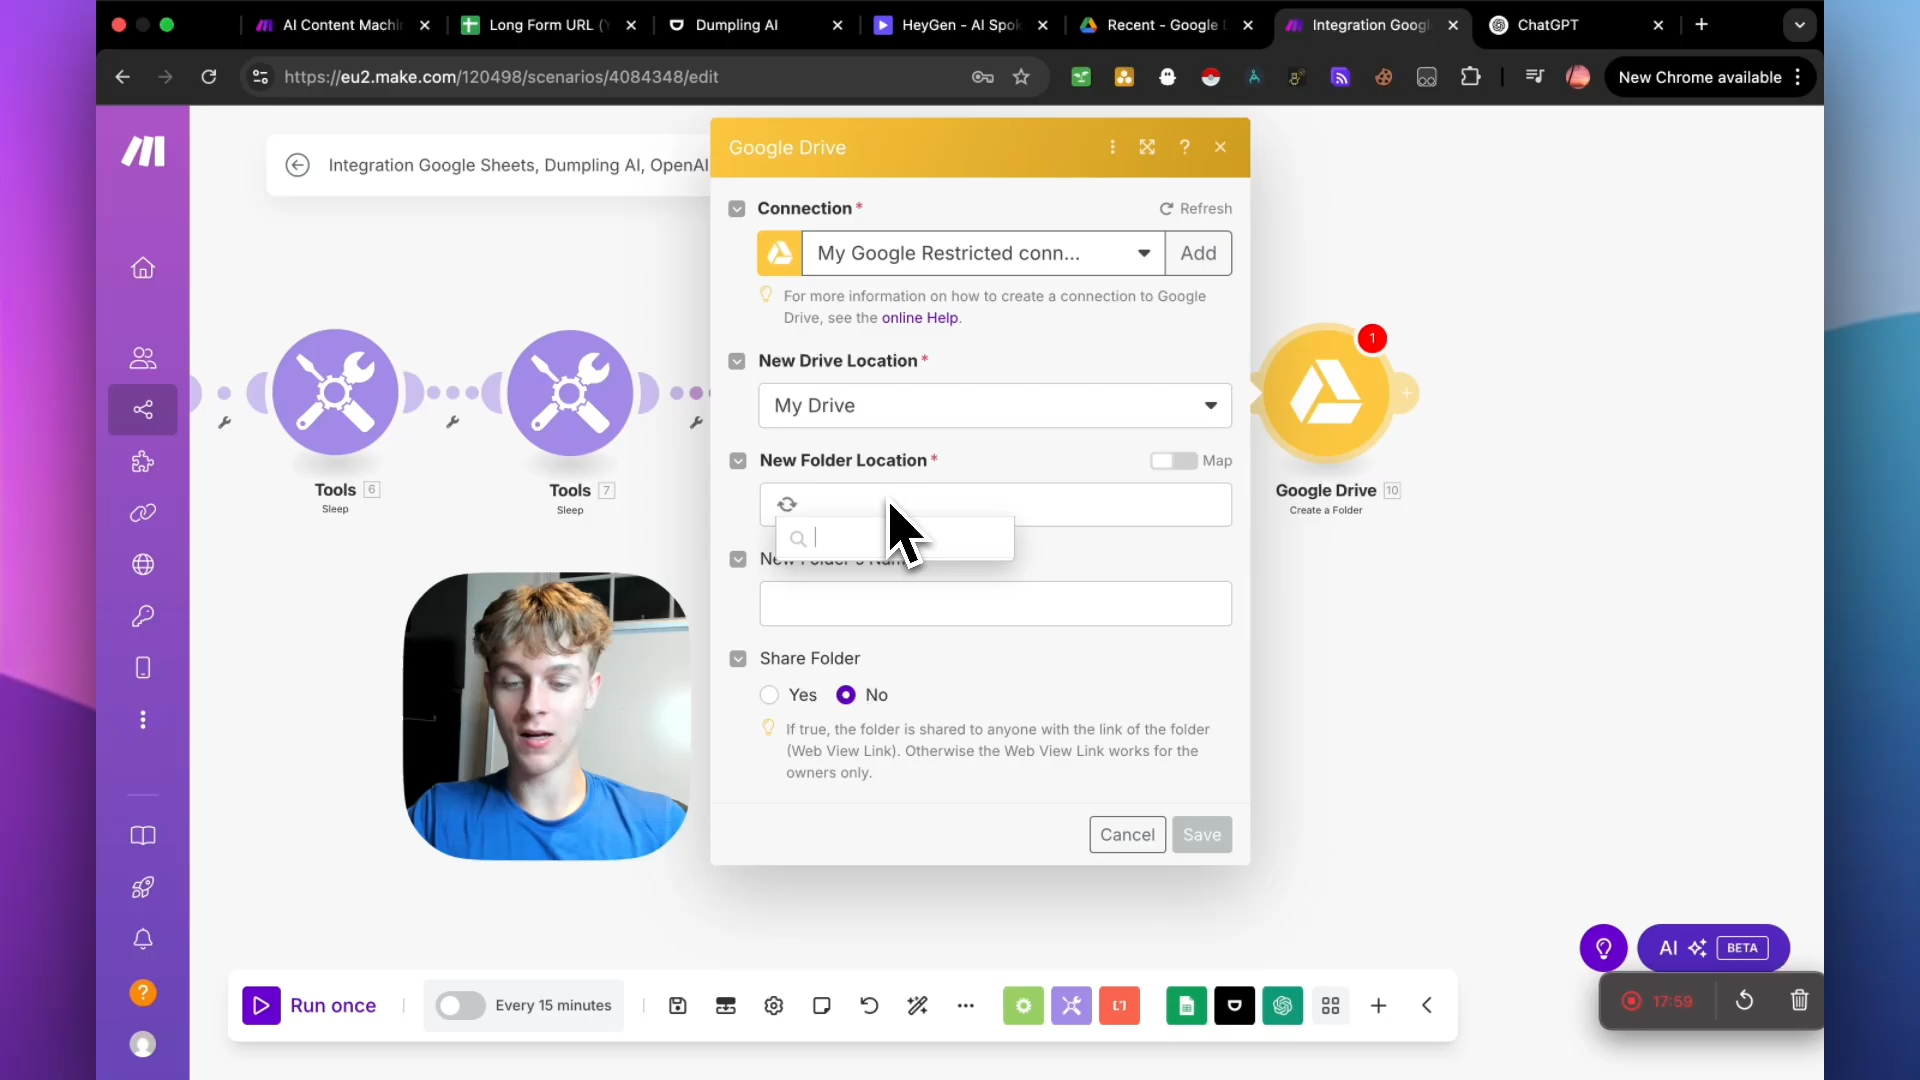 AI Content Machi
Long Form URL (
Dumpling AI
HeyGen - AI Spok
Recent - Google
Integration Googl
ChatGPT
https://eu2.make.com/120498/scenarios/4084348/edit
New Chrome available
Integration Google Sheets, Dumpling AI, OpenAI
Google Drive
Connection*
Refresh
My Google Restricted conn...
Add
For more information on how to create a connection to Google
Drive, see the online Help.
New Drive Location*
My Drive
New Folder Location*
Map
Share Folder
Yes
No
If true, the folder is shared to anyone with the link of the folder
(Web View Link). Otherwise the Web View Link works for the
owners only.
Cancel
Save
Tools 6
Sleep
Tools 7
Sleep
1
Google Drive 10
Create a Folder
AI
BETA
Run once
Every 15 minutes
17:59